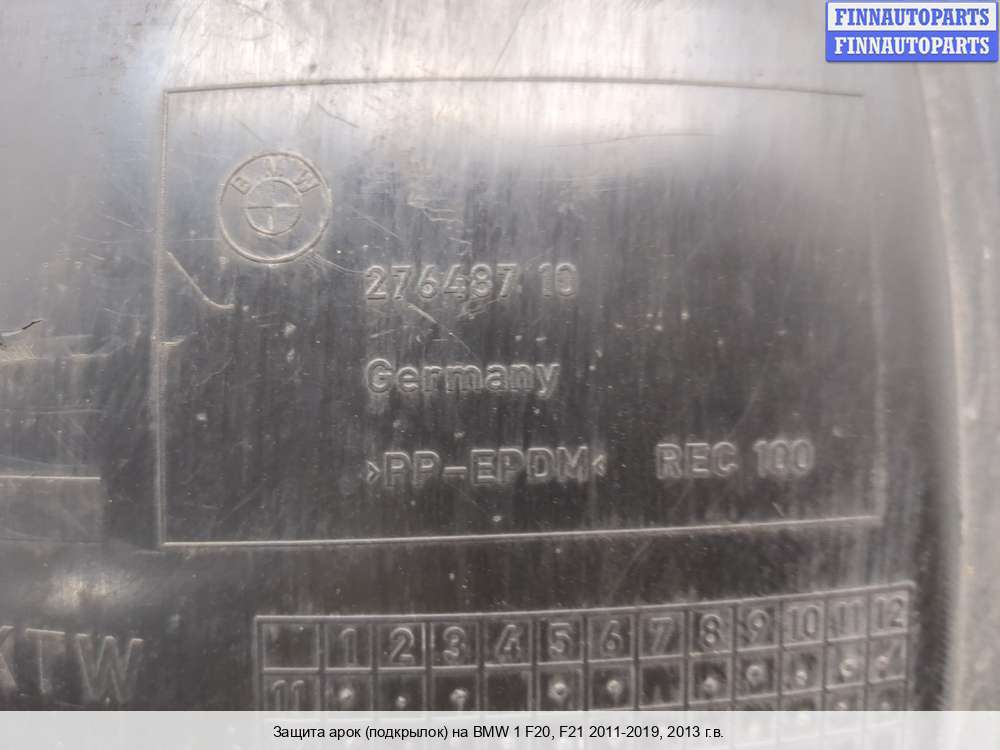 FINNAUTOPARTS
FINNAUTOPARTS
BMW
276487 10
Germany
>PP-EPDM< REC 100
KTW
1 2 3 4 5 6 7 8 9 10 11 12
11
Защита арок (подкрылок) на BMW 1 F20, F21 2011-2019, 2013 г.в.